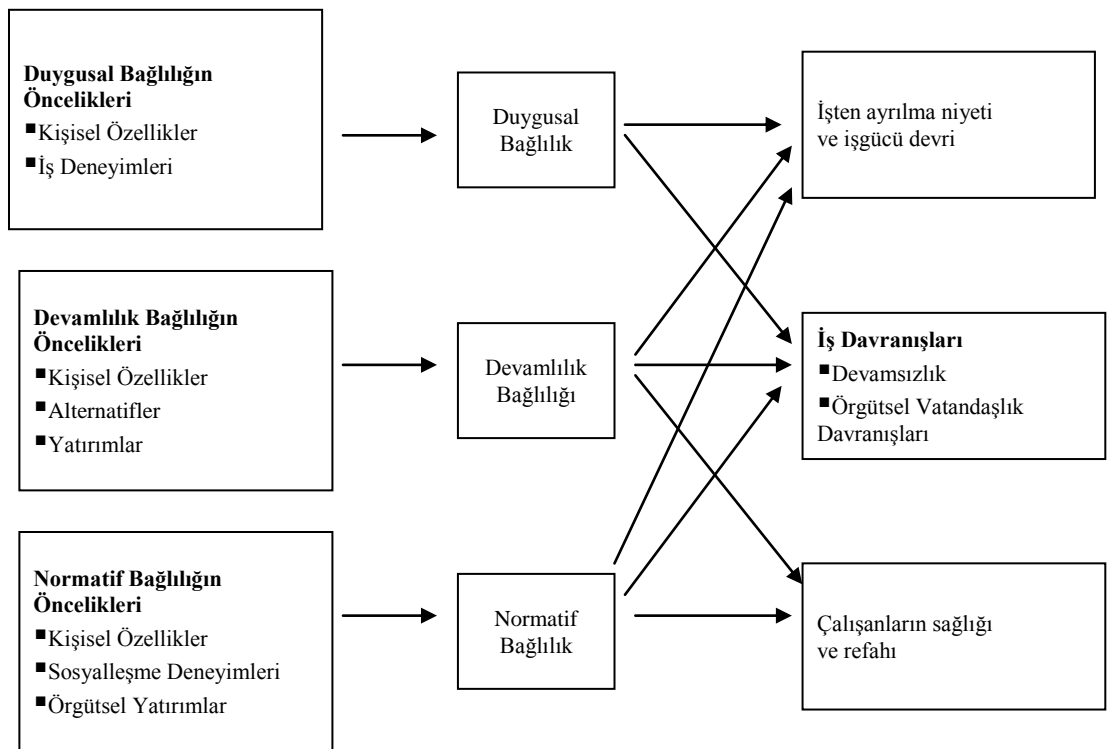 Duygusal Bağlılığın
Öncelikleri
▪Kişisel Özellikler
▪İş Deneyimleri
Duygusal
Bağlılık
İşten ayrılma niyeti
ve işgücü devri
Devamlılık Bağlılığın
Öncelikleri
▪Kişisel Özellikler
▪Alternatifler
▪Yatırımlar
Devamlılık
Bağlılığı
İş Davranışları
▪Devamsızlık
▪Örgütsel Vatandaşlık
Davranışları
Normatif Bağlılığın
Öncelikleri
▪Kişisel Özellikler
▪Sosyalleşme Deneyimleri
▪Örgütsel Yatırımlar
Normatif
Bağlılık
Çalışanların sağlığı
ve refahı